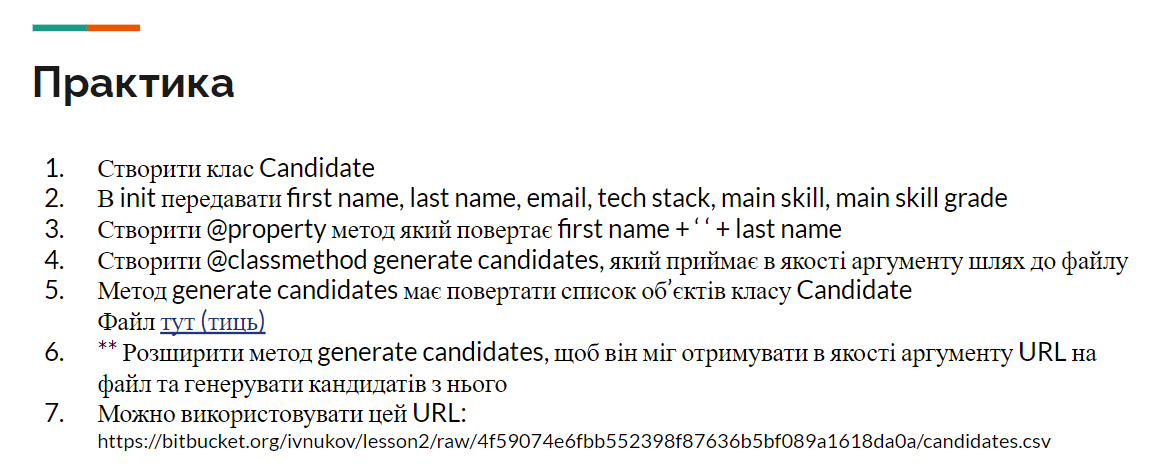 Практика
1. Створити клас Candidate
2. В init передавати first name, last name, email, tech stack, main skill, main skill grade
3. Створити @property метод який повертає first name + ‘ ‘ + last name
4. Створити @classmethod generate candidates, який приймає в якості аргументу шлях до файлу
5. Метод generate candidates має повертати список об’єктів класу Candidate
Файл тут (тиць)
6. ** Розширити метод generate candidates, щоб він міг отримувати в якості аргументу URL на
файл та генерувати кандидатів з нього
7. Можно використовувати цей URL:
https://bitbucket.org/ivnukov/lesson2/raw/4f59074e6fbb552398f87636b5bf089a1618da0a/candidates.csv